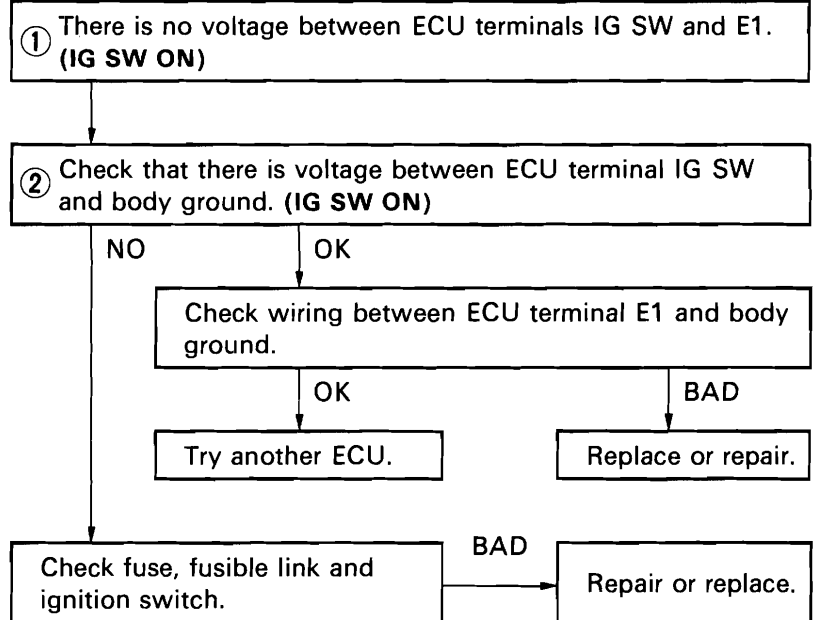 ① There is no voltage between ECU terminals IG SW and E1.
(IG SW ON)
② Check that there is voltage between ECU terminal IG SW
and body ground. (IG SW ON)
NO
OK
Check wiring between ECU terminal E1 and body
ground.
OK
BAD
Try another ECU.
Replace or repair.
Check fuse, fusible link and
ignition switch.
BAD
Repair or replace.